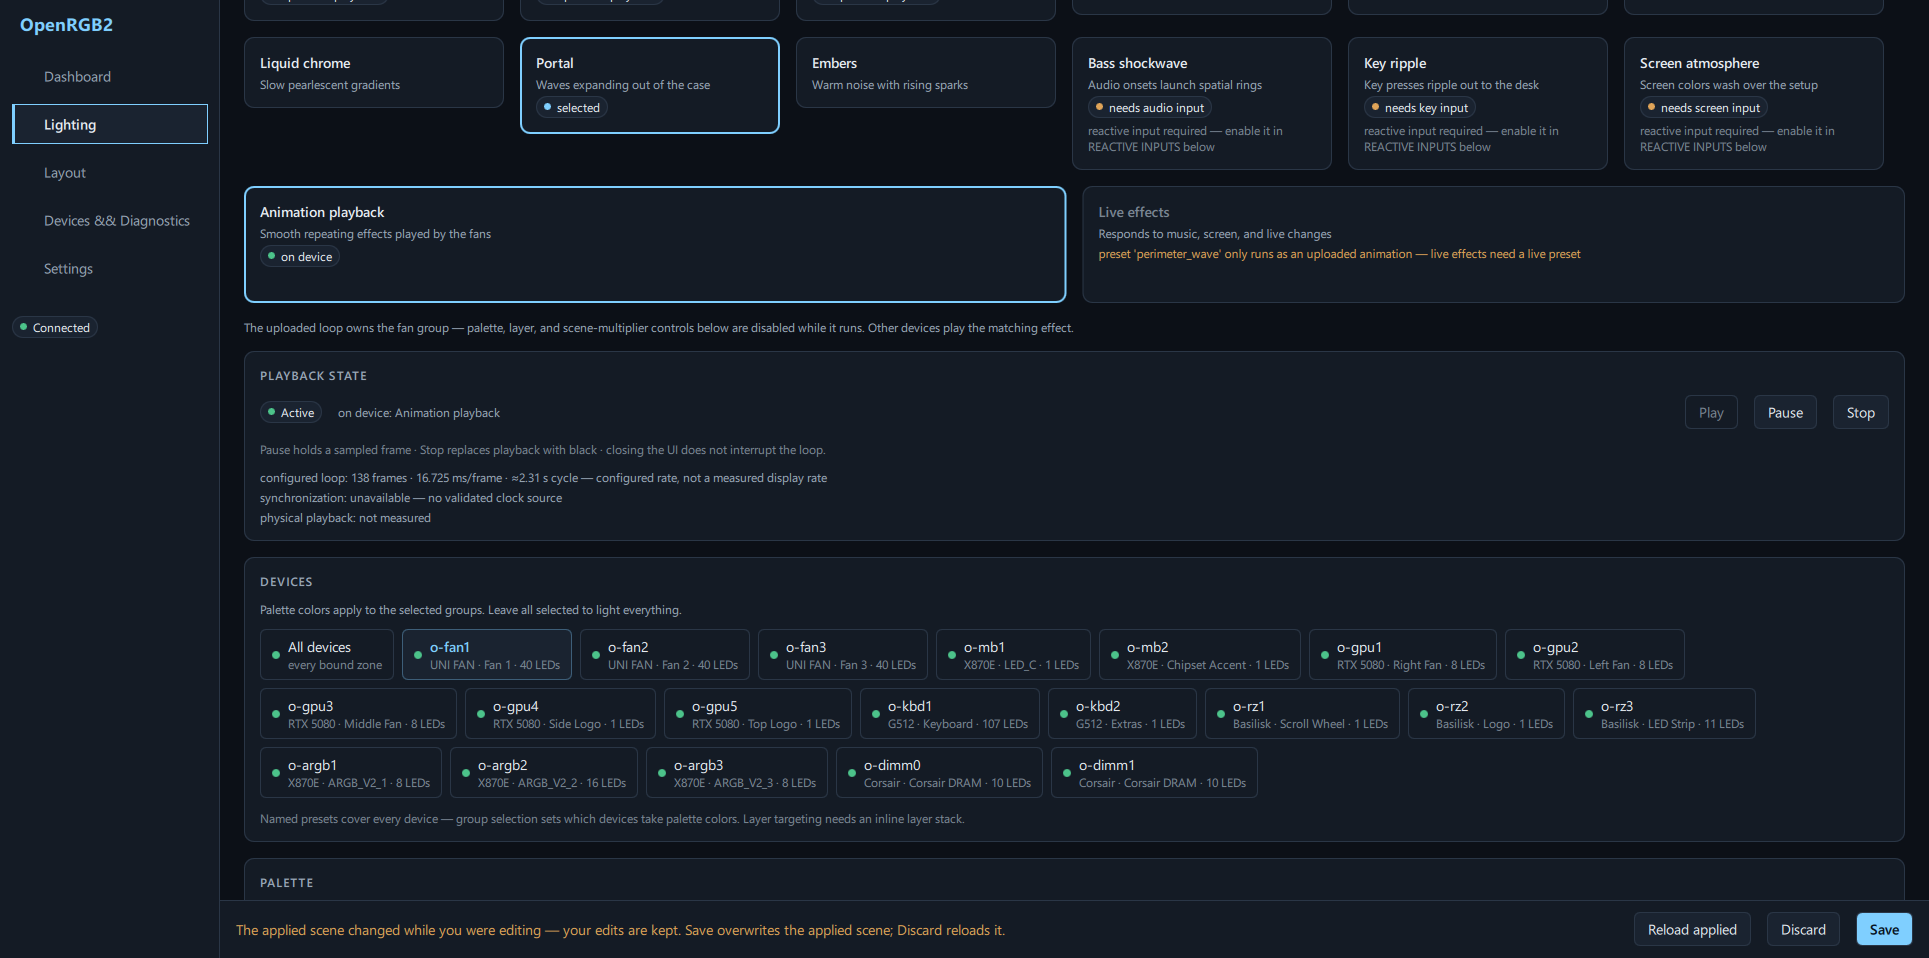 OpenRGB2
Dashboard
Lighting
Layout
Devices && Diagnostics
Settings
Connected
Liquid chrome
Slow pearlescent gradients
Portal
Waves expanding out of the case
selected
Embers
Warm noise with rising sparks
Bass shockwave
Audio onsets launch spatial rings
needs audio input
reactive input required — enable it in
REACTIVE INPUTS below
Key ripple
Key presses ripple out to the desk
needs key input
reactive input required — enable it in
REACTIVE INPUTS below
Screen atmosphere
Screen colors wash over the setup
needs screen input
reactive input required — enable it in
REACTIVE INPUTS below
Animation playback
Smooth repeating effects played by the fans
on device
Live effects
Responds to music, screen, and live changes
preset 'perimeter_wave' only runs as an uploaded animation — live effects need a live preset
The uploaded loop owns the fan group — palette, layer, and scene-multiplier controls below are disabled while it runs. Other devices play the matching effect.
PLAYBACK STATE
Active
on device: Animation playback
Play
Pause
Stop
Pause holds a sampled frame · Stop replaces playback with black · closing the UI does not interrupt the loop.
configured loop: 138 frames · 16.725 ms/frame · ≈2.31 s cycle — configured rate, not a measured display rate
synchronization: unavailable — no validated clock source
physical playback: not measured
DEVICES
Palette colors apply to the selected groups. Leave all selected to light everything.
All devices
every bound zone
o-fan1
UNI FAN · Fan 1 · 40 LEDs
o-fan2
UNI FAN · Fan 2 · 40 LEDs
o-fan3
UNI FAN · Fan 3 · 40 LEDs
o-mb1
X870E · LED_C · 1 LEDs
o-mb2
X870E · Chipset Accent · 1 LEDs
o-gpu1
RTX 5080 · Right Fan · 8 LEDs
o-gpu2
RTX 5080 · Left Fan · 8 LEDs
o-gpu3
RTX 5080 · Middle Fan · 8 LEDs
o-gpu4
RTX 5080 · Side Logo · 1 LEDs
o-gpu5
RTX 5080 · Top Logo · 1 LEDs
o-kbd1
G512 · Keyboard · 107 LEDs
o-kbd2
G512 · Extras · 1 LEDs
o-rz1
Basilisk · Scroll Wheel · 1 LEDs
o-rz2
Basilisk · Logo · 1 LEDs
o-rz3
Basilisk · LED Strip · 11 LEDs
o-argb1
X870E · ARGB_V2_1 · 8 LEDs
o-argb2
X870E · ARGB_V2_2 · 16 LEDs
o-argb3
X870E · ARGB_V2_3 · 8 LEDs
o-dimm0
Corsair · Corsair DRAM · 10 LEDs
o-dimm1
Corsair · Corsair DRAM · 10 LEDs
Named presets cover every device — group selection sets which devices take palette colors. Layer targeting needs an inline layer stack.
PALETTE
The applied scene changed while you were editing — your edits are kept. Save overwrites the applied scene; Discard reloads it.
Reload applied
Discard
Save